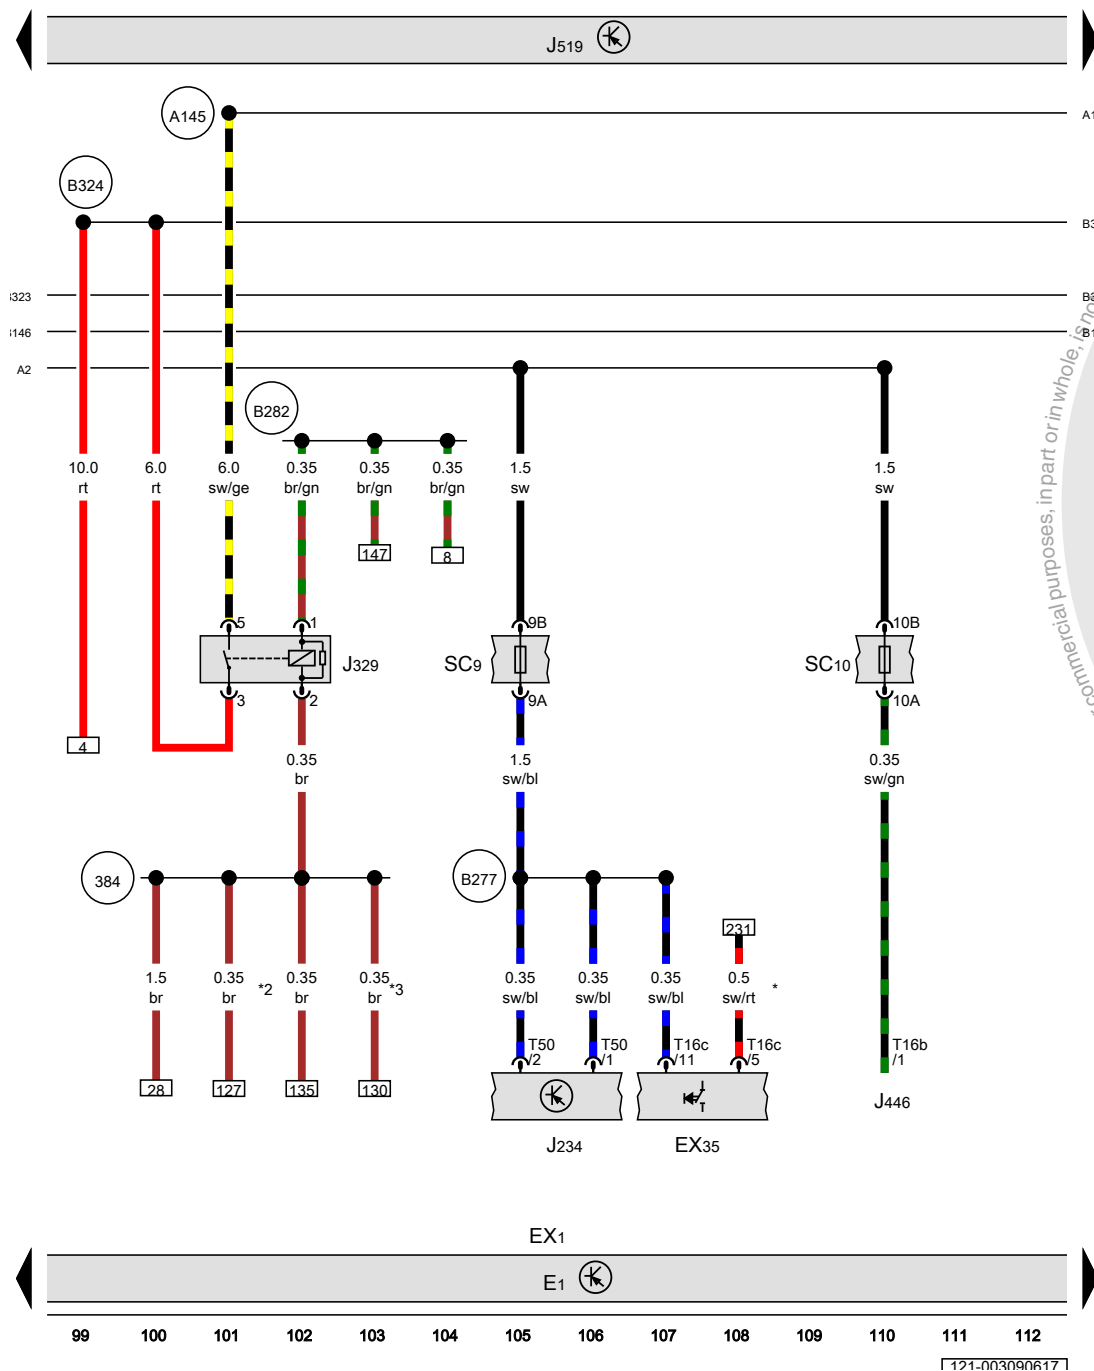 J519
A145
B324
A2
B282
10.0 6.0 6.0 0.35 0.35 0.35 1.5 1.5
rt rt sw/ge br/gn br/gn br/gn sw sw
147 8
5 1 9B 10B
J329 SC9 SC10
3 2 9A 10A
4
0.35 1.5 0.35
br sw/bl sw/gn
384 B277
231
1.5 0.35 0.35 0.35 0.35 0.35 0.35 0.5
br br *2 br br *3 sw/bl sw/bl sw/bl sw/rt *
T50 T50 T16c T16c T16b
/2 /1 /11 /5 /1
28 127 135 130
J446
J234 EX35
EX1
E1
99 100 101 102 103 104 105 106 107 108 109 110 111 112
121-003090617
commercial purposes, in part or in whole, is